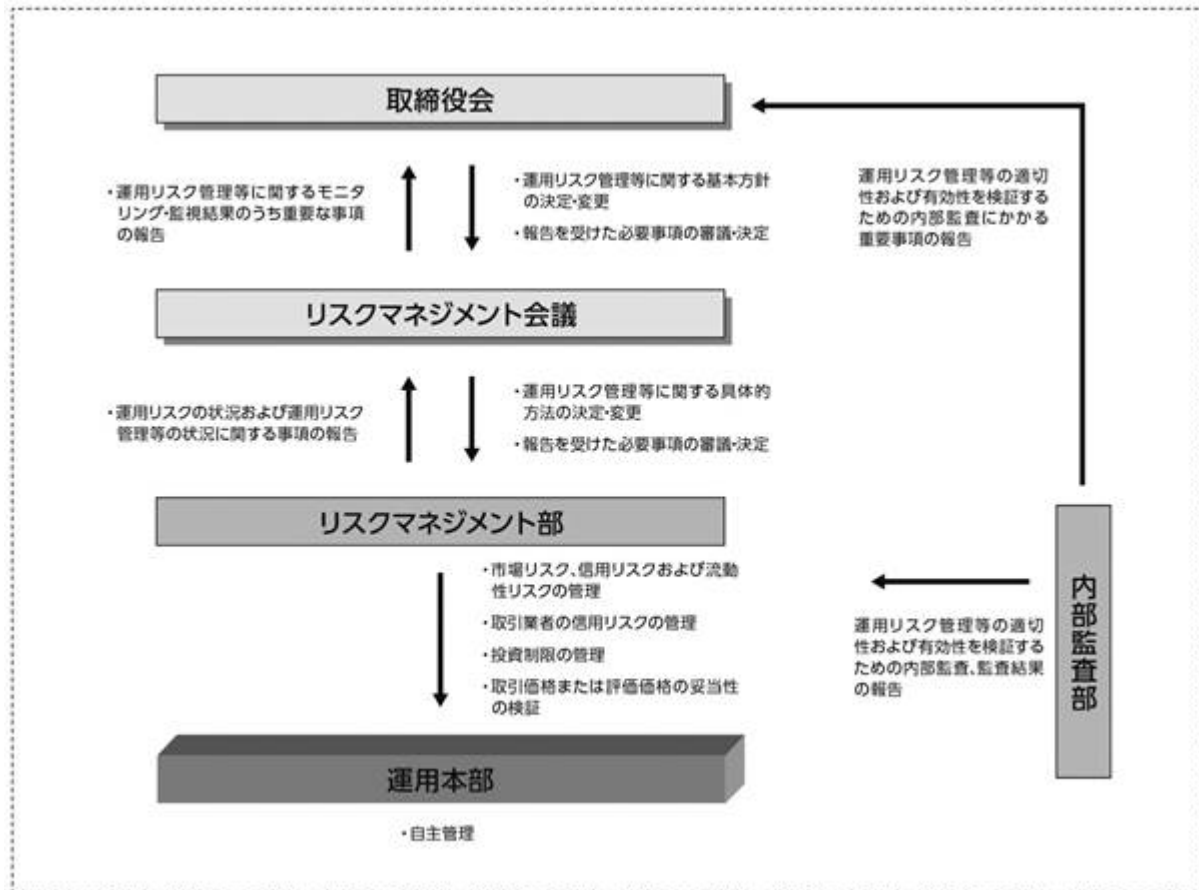 取締役会
・運用リスク管理等に関するモニタ
リング・監視結果のうち重要な事項
の報告
・運用リスク管理等に関する基本方針
の決定・変更
・報告を受けた必要事項の審議・決定
運用リスク管理等の適切
性および有効性を検証する
ための内部監査にかかる
重要事項の報告
リスクマネジメント会議
・運用リスクの状況および運用リスク
管理等の状況に関する事項の報告
・運用リスク管理等に関する具体的
方法の決定・変更
・報告を受けた必要事項の審議・決定
リスクマネジメント部
・市場リスク、信用リスクおよび流動
性リスクの管理
・取引業者の信用リスクの管理
・投資制限の管理
・取引価格または評価価格の妥当性
の検証
運用リスク管理等の適切
性および有効性を検証する
ための内部監査、監査結果
の報告
内部監査部
運用本部
・自主管理